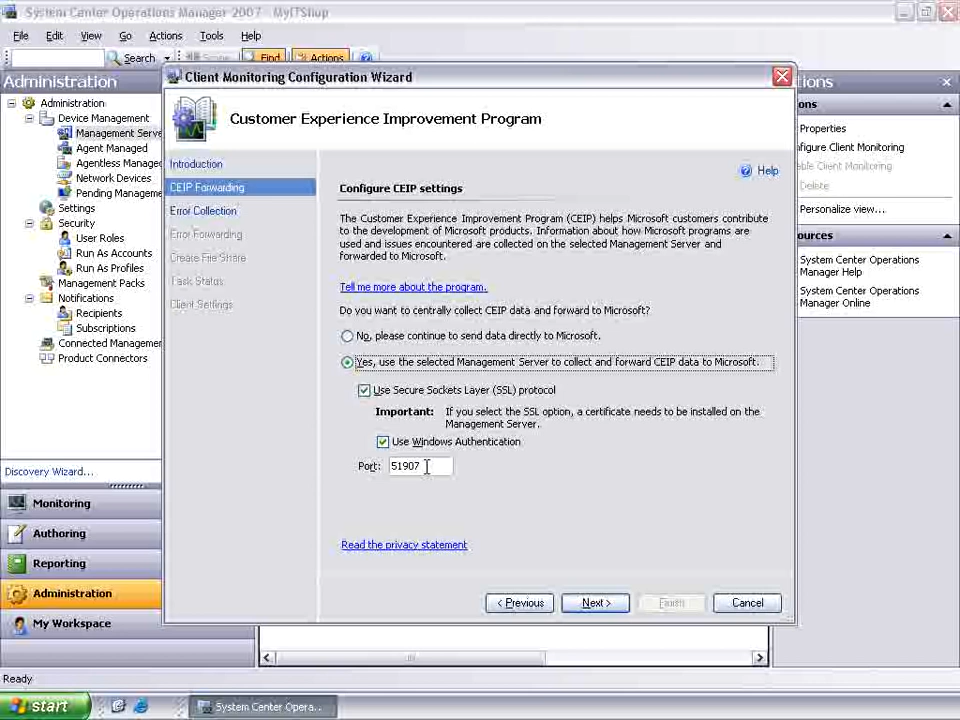 System Center Operations Manager 2007 - MyITShop
File Edit View Go Actions Tools Help
Search Find Actions
Administration
Administration
Device Management
Management Serve
Agent Managed
Agentless Manage
Network Devices
Pending Manageme
Settings
Security
User Roles
Run As Accounts
Run As Profiles
Management Packs
Notifications
Recipients
Subscriptions
Connected Managemen
Product Connectors
Discovery Wizard...
Monitoring
Authoring
Reporting
Administration
My Workspace
Client Monitoring Configuration Wizard
Customer Experience Improvement Program
Introduction
CEIP Forwarding
Error Collection
Error Forwarding
Create File Share
Task Status
Client Settings
Help
Configure CEIP settings
The Customer Experience Improvement Program (CEIP) helps Microsoft customers contribute
to the development of Microsoft products. Information about how Microsoft programs are
used and issues encountered are collected on the selected Management Server and
forwarded to Microsoft.
Tell me more about the program.
Do you want to centrally collect CEIP data and forward to Microsoft?
No, please continue to send data directly to Microsoft.
Yes, use the selected Management Server to collect and forward CEIP data to Microsoft.
Use Secure Sockets Layer (SSL) protocol
Important: If you select the SSL option, a certificate needs to be installed on the
Management Server.
Use Windows Authentication
Port: 51907
Read the privacy statement
< Previous Next > Finish Cancel
tions
ons
Properties
figure Client Monitoring
able Client Monitoring
Delete
Personalize view...
ources
System Center Operations
Manager Help
System Center Operations
Manager Online
Ready
start System Center Opera...